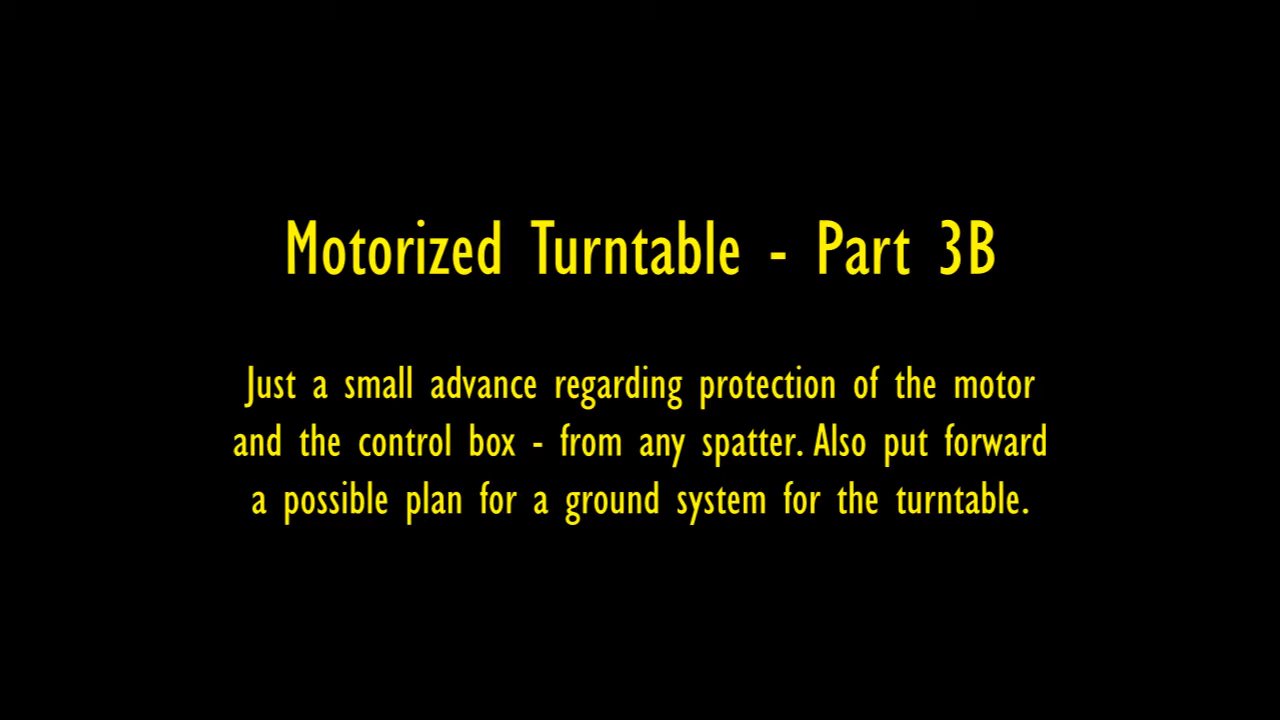 Motorized Turntable - Part 3B
Just a small advance regarding protection of the motor
and the control box - from any spatter. Also put forward
a possible plan for a ground system for the turntable.